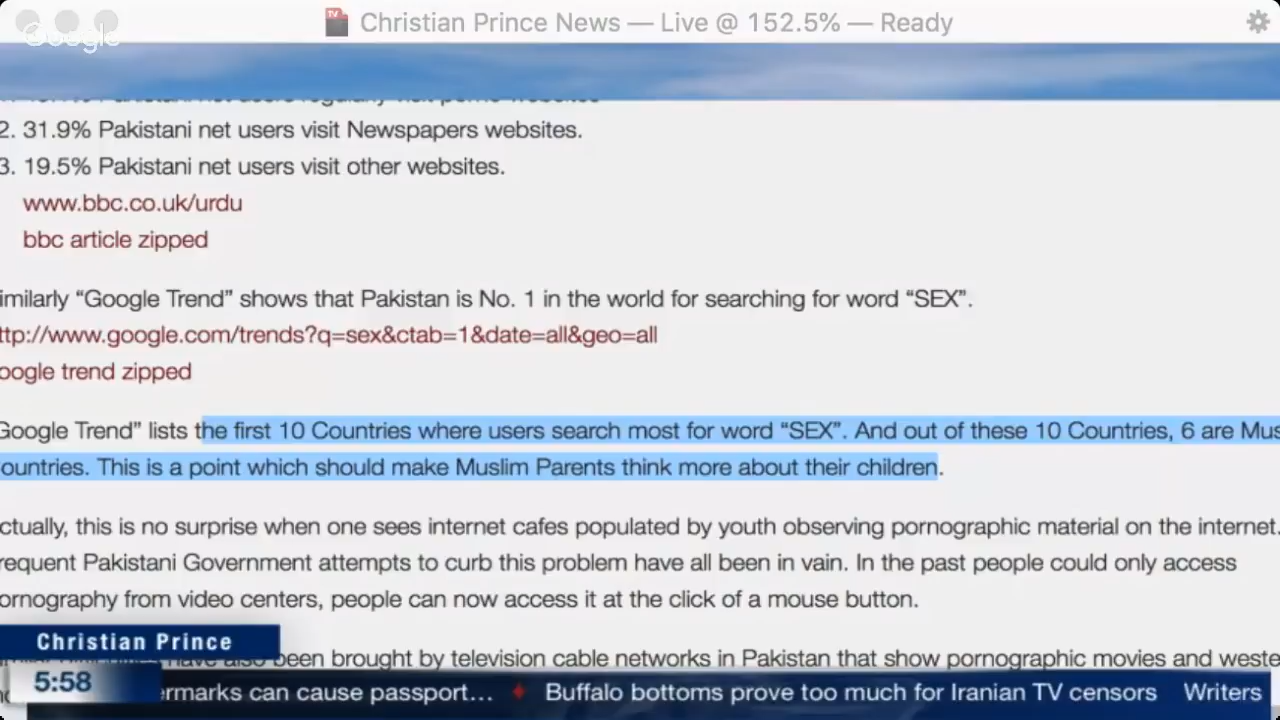 Google
Christian Prince News — Live @ 152.5% — Ready
2. 31.9% Pakistani net users visit Newspapers websites.
3. 19.5% Pakistani net users visit other websites.
www.bbc.co.uk/urdu
bbc article zipped
imilarly “Google Trend” shows that Pakistan is No. 1 in the world for searching for word “SEX”.
ttp://www.google.com/trends?q=sex&ctab=1&date=all&geo=all
oogle trend zipped
Google Trend” lists the first 10 Countries where users search most for word “SEX”. And out of these 10 Countries, 6 are Mus
ountries. This is a point which should make Muslim Parents think more about their children.
ctually, this is no surprise when one sees internet cafes populated by youth observing pornographic material on the internet.
requent Pakistani Government attempts to curb this problem have all been in vain. In the past people could only access
ornography from video centers, people can now access it at the click of a mouse button.
Christian Prince
have also been brought by television cable networks in Pakistan that show pornographic movies and weste
5:58
ermarks can cause passport... Buffalo bottoms prove too much for Iranian TV censors Writers